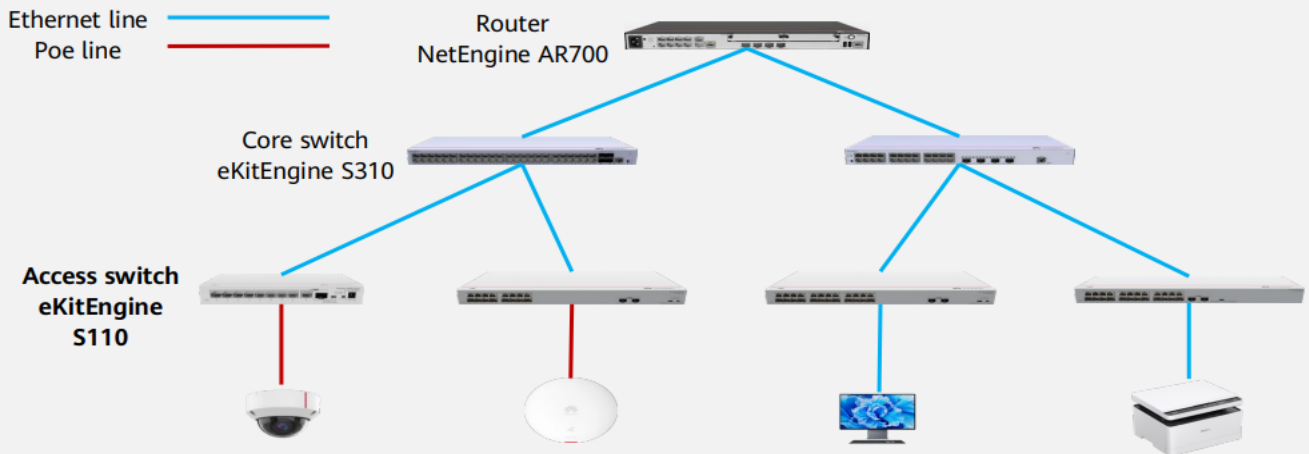 Ethernet line
Poe line
Router
NetEngine AR700
Core switch
eKitEngine S310
Access switch
eKitEngine
S110